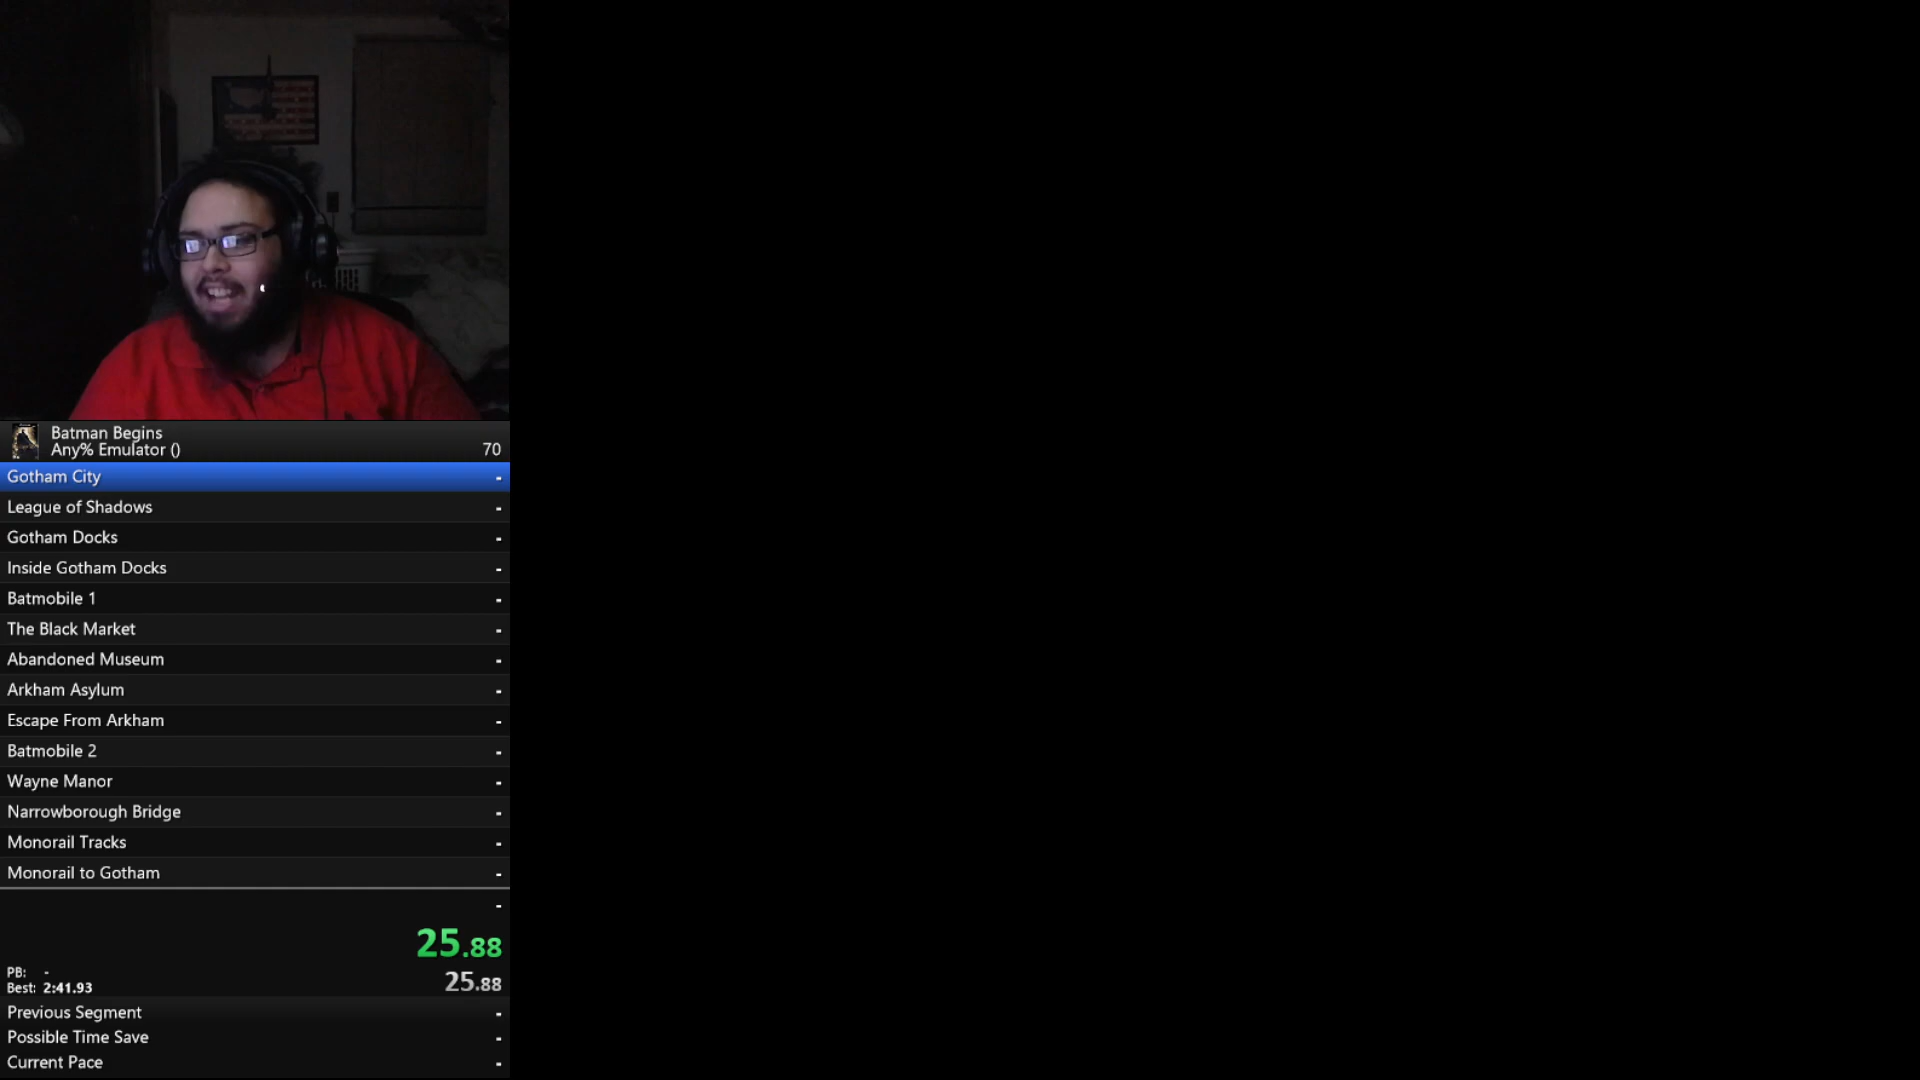 Batman Begins
Any% Emulator () 70
Gotham City -
League of Shadows -
Gotham Docks -
Inside Gotham Docks -
Batmobile 1 -
The Black Market -
Abandoned Museum -
Arkham Asylum -
Escape From Arkham -
Batmobile 2 -
Wayne Manor -
Narrowborough Bridge -
Monorail Tracks -
Monorail to Gotham -
-
25.88
PB: -
Best: 2:41.93 25.88
Previous Segment -
Possible Time Save -
Current Pace -